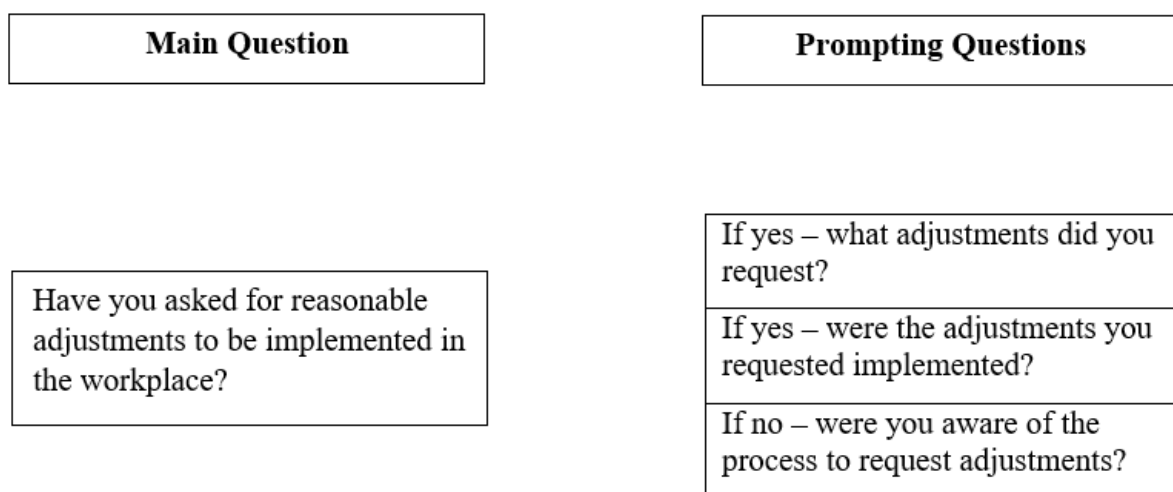 Main Question
Prompting Questions
Have you asked for reasonable
adjustments to be implemented in
the workplace?
If yes – what adjustments did you
request?
If yes – were the adjustments you
requested implemented?
If no – were you aware of the
process to request adjustments?